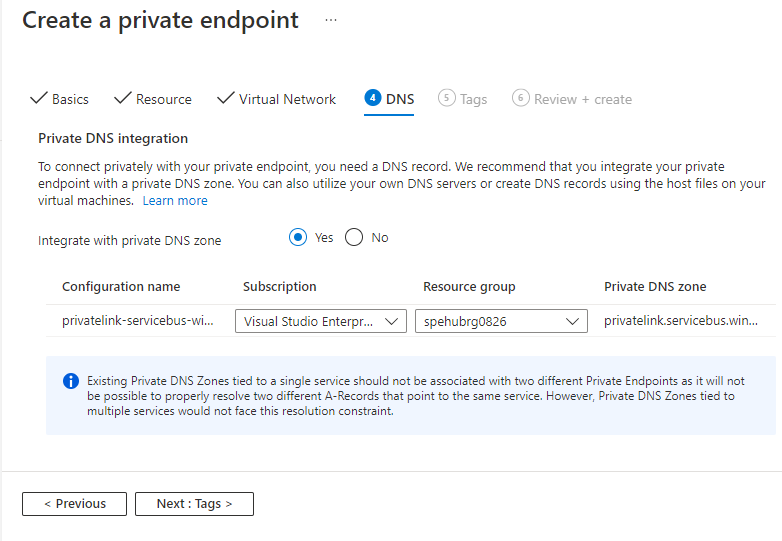 Create a private endpoint ...
Basics Resource Virtual Network 4 DNS 5 Tags 6 Review + create
Private DNS integration
To connect privately with your private endpoint, you need a DNS record. We recommend that you integrate your private
endpoint with a private DNS zone. You can also utilize your own DNS servers or create DNS records using the host files on your
virtual machines. Learn more
Integrate with private DNS zone Yes No
Configuration name Subscription Resource group Private DNS zone
privatelink-servicebus-wi... Visual Studio Enterpr... spehubrg0826 privatelink.servicebus.win...
Existing Private DNS Zones tied to a single service should not be associated with two different Private Endpoints as it will not
be possible to properly resolve two different A-Records that point to the same service. However, Private DNS Zones tied to
multiple services would not face this resolution constraint.
< Previous Next : Tags >